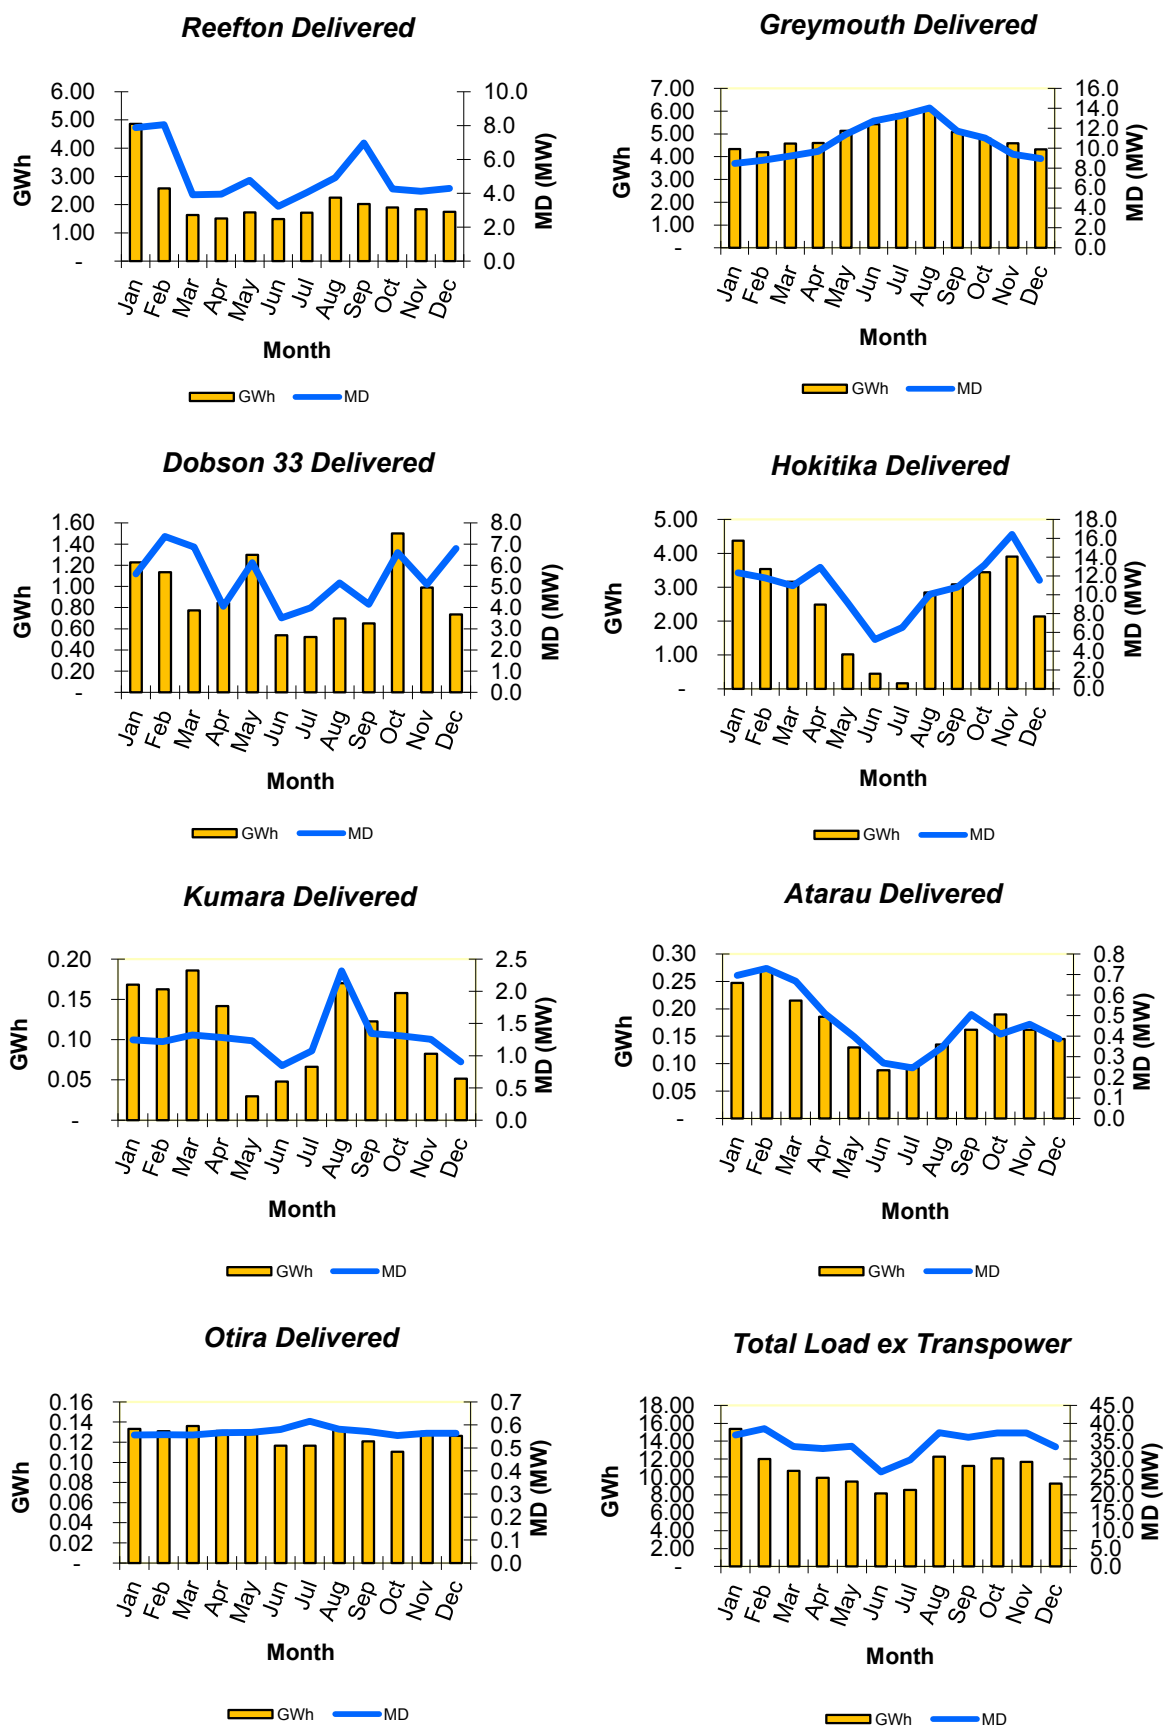 Reefton Delivered
GWh
6.00
5.00
4.00
3.00
2.00
1.00
-
10.0
8.0
6.0
4.0
2.0
0.0
MD (MW)
Jan Feb Mar Apr May Jun Jul Aug Sep Oct Nov Dec
Month
GWh MD
Greymouth Delivered
GWh
7.00
6.00
5.00
4.00
3.00
2.00
1.00
-
16.0
14.0
12.0
10.0
8.0
6.0
4.0
2.0
0.0
MD (MW)
Jan Feb Mar Apr May Jun Jul Aug Sep Oct Nov Dec
Month
GWh MD
Dobson 33 Delivered
GWh
1.60
1.40
1.20
1.00
0.80
0.60
0.40
0.20
-
8.0
7.0
6.0
5.0
4.0
3.0
2.0
1.0
0.0
MD (MW)
Jan Feb Mar Apr May Jun Jul Aug Sep Oct Nov Dec
Month
GWh MD
Hokitika Delivered
GWh
5.00
4.00
3.00
2.00
1.00
-
18.0
16.0
14.0
12.0
10.0
8.0
6.0
4.0
2.0
0.0
MD (MW)
Jan Feb Mar Apr May Jun Jul Aug Sep Oct Nov Dec
Month
GWh MD
Kumara Delivered
GWh
0.20
0.15
0.10
0.05
-
2.5
2.0
1.5
1.0
0.5
0.0
MD (MW)
Jan Feb Mar Apr May Jun Jul Aug Sep Oct Nov Dec
Month
GWh MD
Atarau Delivered
GWh
0.30
0.25
0.20
0.15
0.10
0.05
-
0.8
0.7
0.6
0.5
0.4
0.3
0.2
0.1
0.0
MD (MW)
Jan Feb Mar Apr May Jun Jul Aug Sep Oct Nov Dec
Month
GWh MD
Otira Delivered
GWh
0.16
0.14
0.12
0.10
0.08
0.06
0.04
0.02
-
0.7
0.6
0.5
0.4
0.3
0.2
0.1
0.0
MD (MW)
Jan Feb Mar Apr May Jun Jul Aug Sep Oct Nov Dec
Month
GWh MD
Total Load ex Transpower
GWh
18.00
16.00
14.00
12.00
10.00
8.00
6.00
4.00
2.00
-
45.0
40.0
35.0
30.0
25.0
20.0
15.0
10.0
5.0
0.0
MD (MW)
Jan Feb Mar Apr May Jun Jul Aug Sep Oct Nov Dec
Month
GWh MD